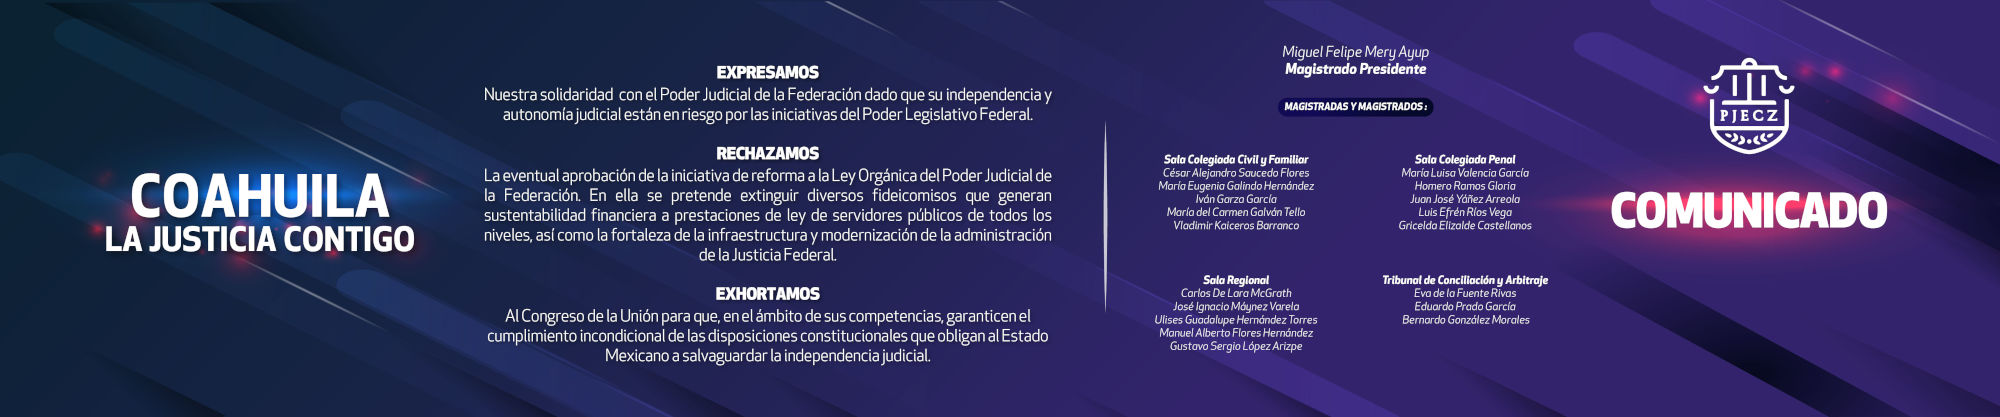 COAHUILA
LA JUSTICIA CONTIGO
EXPRESAMOS
Nuestra solidaridad con el Poder Judicial de la Federación dado que su independencia y
autonomía judicial están en riesgo por las iniciativas del Poder Legislativo Federal.
RECHAZAMOS
La eventual aprobación de la iniciativa de reforma a la Ley Orgánica del Poder Judicial de
la Federación. En ella se pretende extinguir diversos fideicomisos que generan
sustentabilidad financiera a prestaciones de ley de servidores públicos de todos los
niveles, así como la fortaleza de la infraestructura y modernización de la administración
de la Justicia Federal.
EXHORTAMOS
Al Congreso de la Unión para que, en el ámbito de sus competencias, garanticen el
cumplimiento incondicional de las disposiciones constitucionales que obligan al Estado
Mexicano a salvaguardar la independencia judicial.
Miguel Felipe Mery Ayup
Magistrado Presidente
MAGISTRADAS Y MAGISTRADOS :
Sala Colegiada Civil y Familiar
César Alejandro Saucedo Flores
María Eugenia Galindo Hernández
Iván Garza García
María del Carmen Galván Tello
Vladimir Kaiceros Barranco
Sala Colegiada Penal
María Luisa Valencia García
Homero Ramos Gloria
Juan José Yáñez Arreola
Luis Efrén Ríos Vega
Gricelda Elizalde Castellanos
Sala Regional
Carlos De Lara McGrath
José Ignacio Máynez Varela
Ulises Guadalupe Hernández Torres
Manuel Alberto Flores Hernández
Gustavo Sergio López Arizpe
Tribunal de Conciliación y Arbitraje
Eva de la Fuente Rivas
Eduardo Prado García
Bernardo González Morales
PJECZ
COMUNICADO